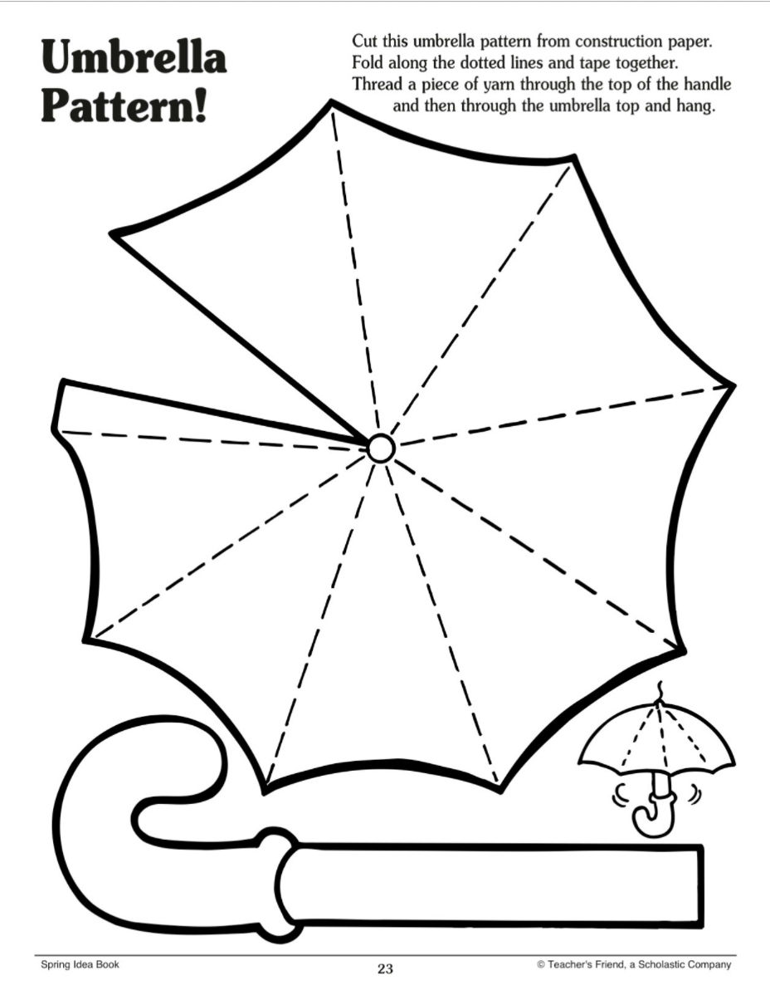 Umbrella
Pattern!
Cut this umbrella pattern from construction paper.
Fold along the dotted lines and tape together.
Thread a piece of yarn through the top of the handle
and then through the umbrella top and hang.
Spring Idea Book
23
© Teacher's Friend, a Scholastic Company